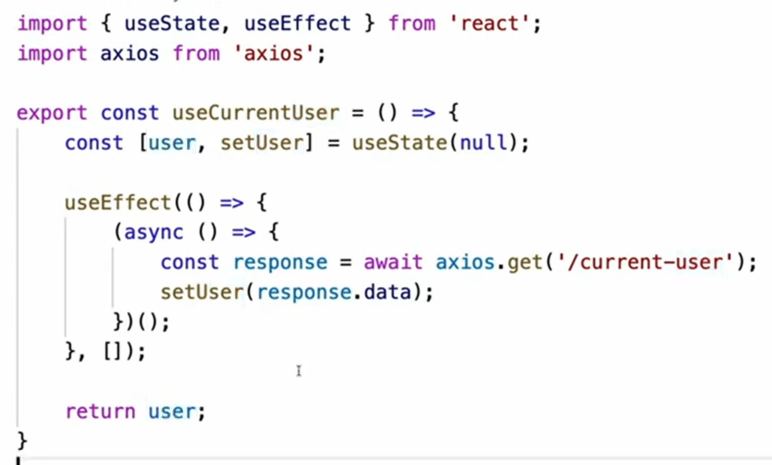 import { useState, useEffect } from 'react';
import axios from 'axios';
export const useCurrentUser = () => {
const [user, setUser] = useState(null);
useEffect(() => {
(async () => {
const response = await axios.get('/current-user');
setUser(response.data);
})();
}, []);
return user;
}